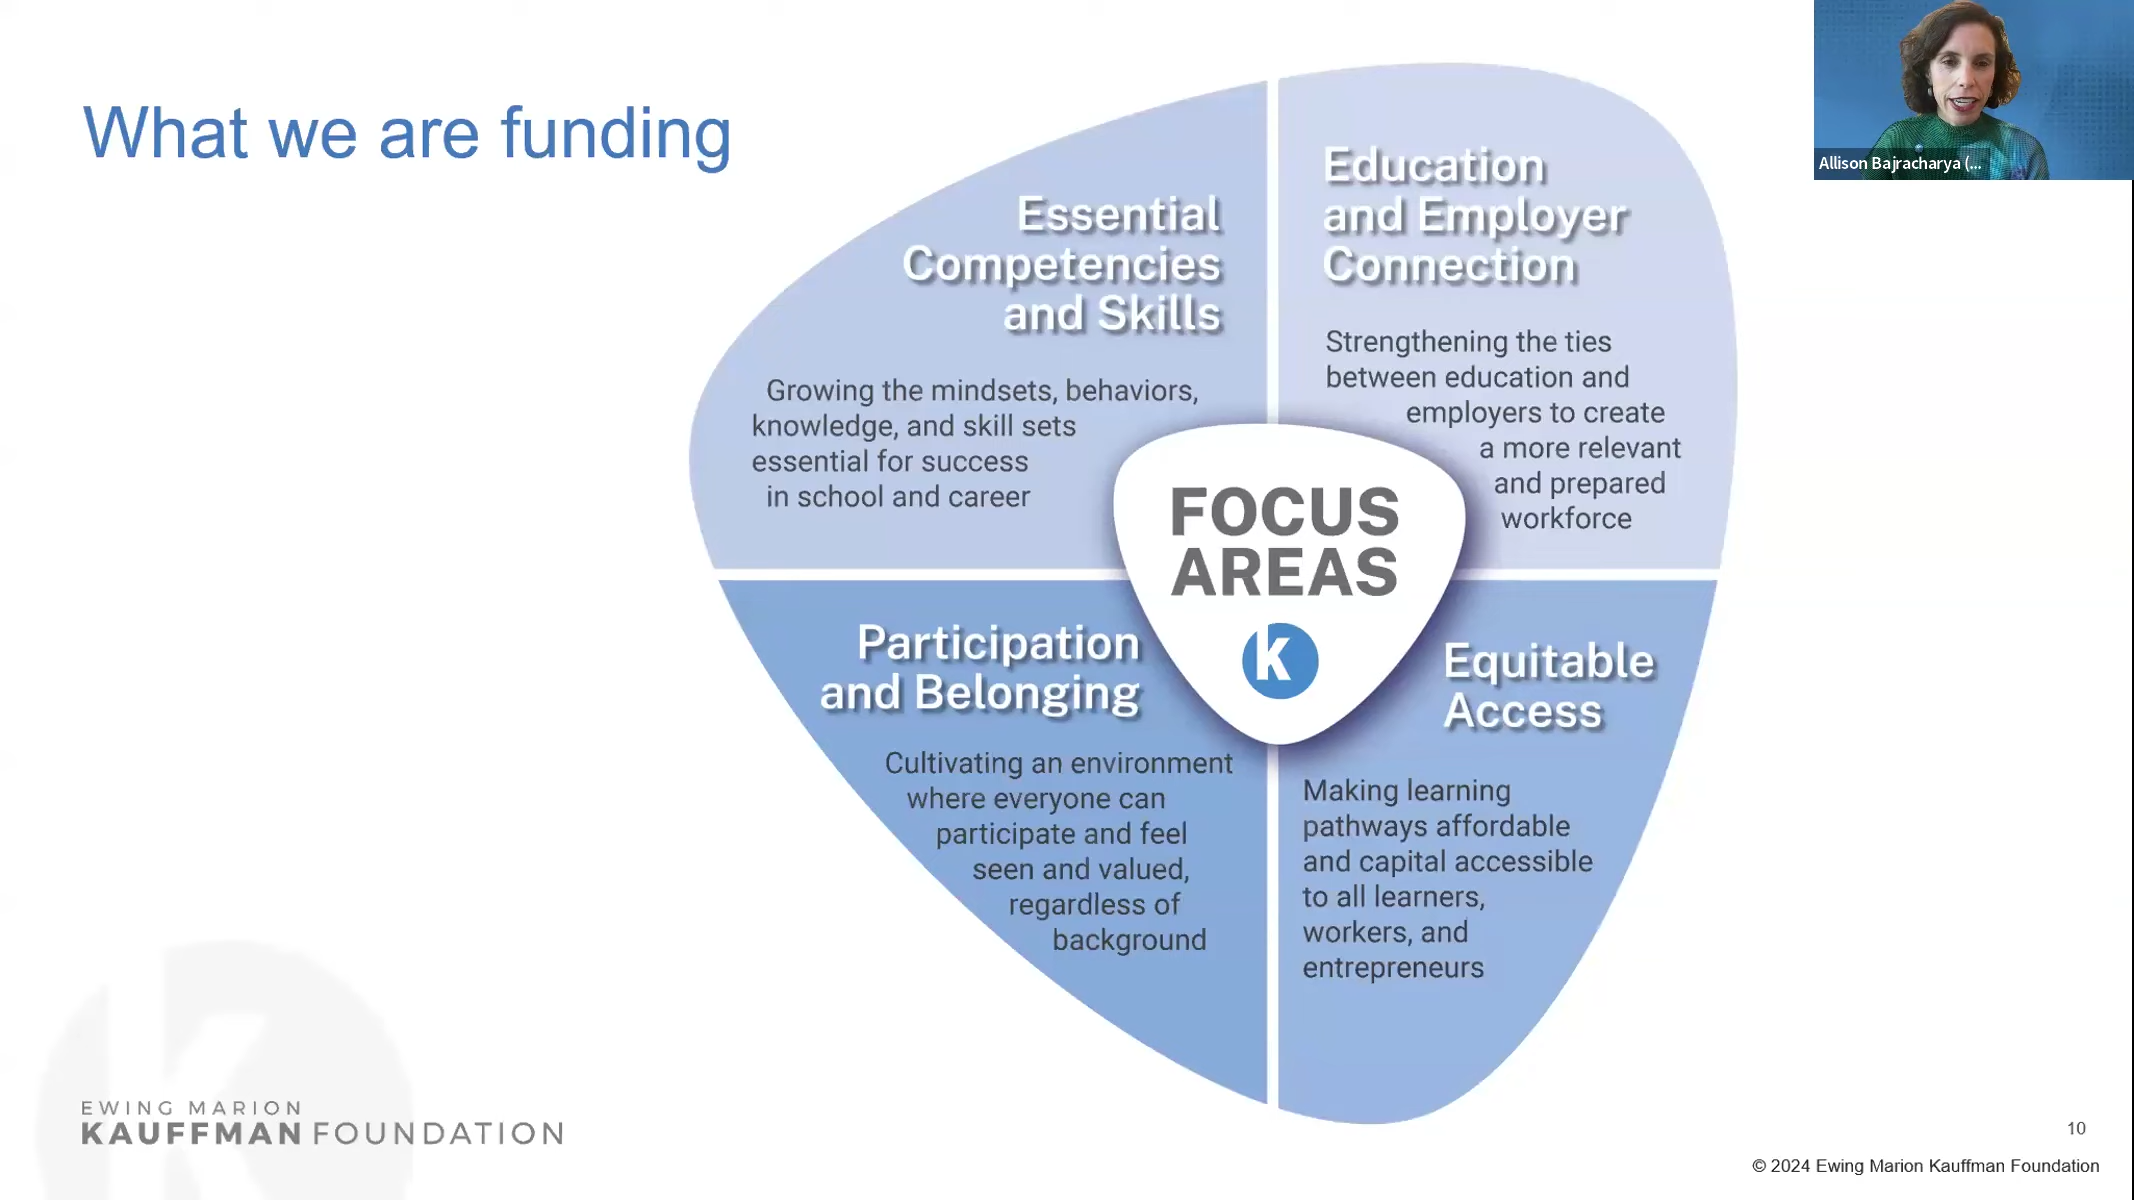 What we are funding
Essential
Competencies
and Skills
Growing the mindsets, behaviors,
knowledge, and skill sets
essential for success
in school and career
Education
and Employer
Connection
Strengthening the ties
between education and
employers to create
a more relevant
and prepared
workforce
FOCUS
AREAS
K
Participation
and Belonging
Cultivating an environment
where everyone can
participate and feel
seen and valued,
regardless of
background
Equitable
Access
Making learning
pathways affordable
and capital accessible
to all learners,
workers, and
entrepreneurs
Allison Bajracharya (...
EWING MARION
KAUFFMAN FOUNDATION
10
© 2024 Ewing Marion Kauffman Foundation